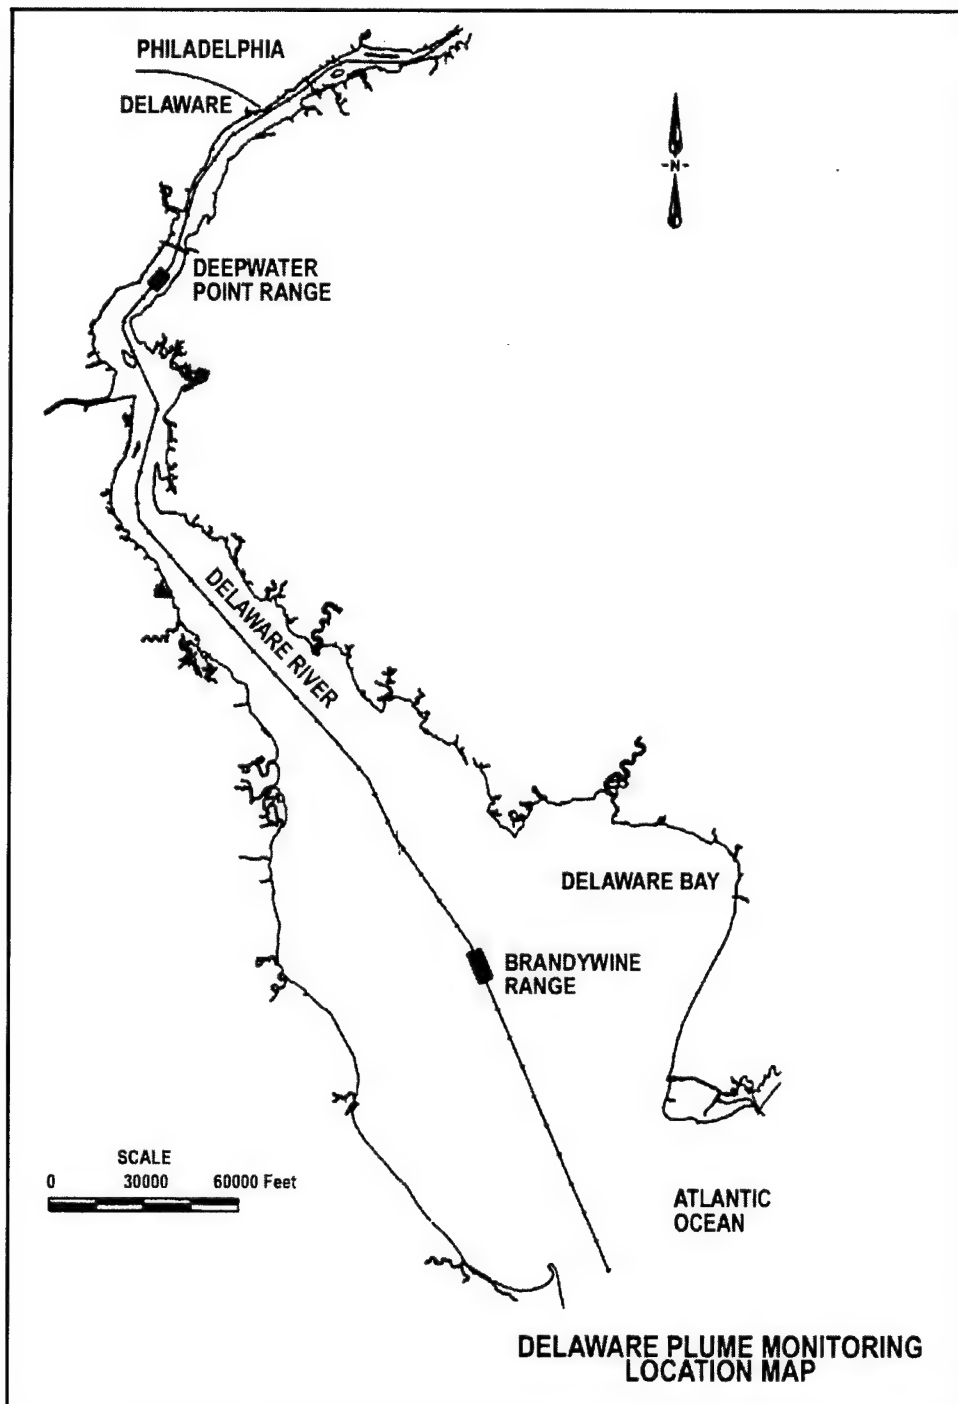 PHILADELPHIA
DELAWARE
-N-
DEEPWATER
POINT RANGE
DELAWARE RIVER
DELAWARE BAY
BRANDYWINE
RANGE
SCALE
0 30000 60000 Feet
ATLANTIC
OCEAN
DELAWARE PLUME MONITORING
LOCATION MAP